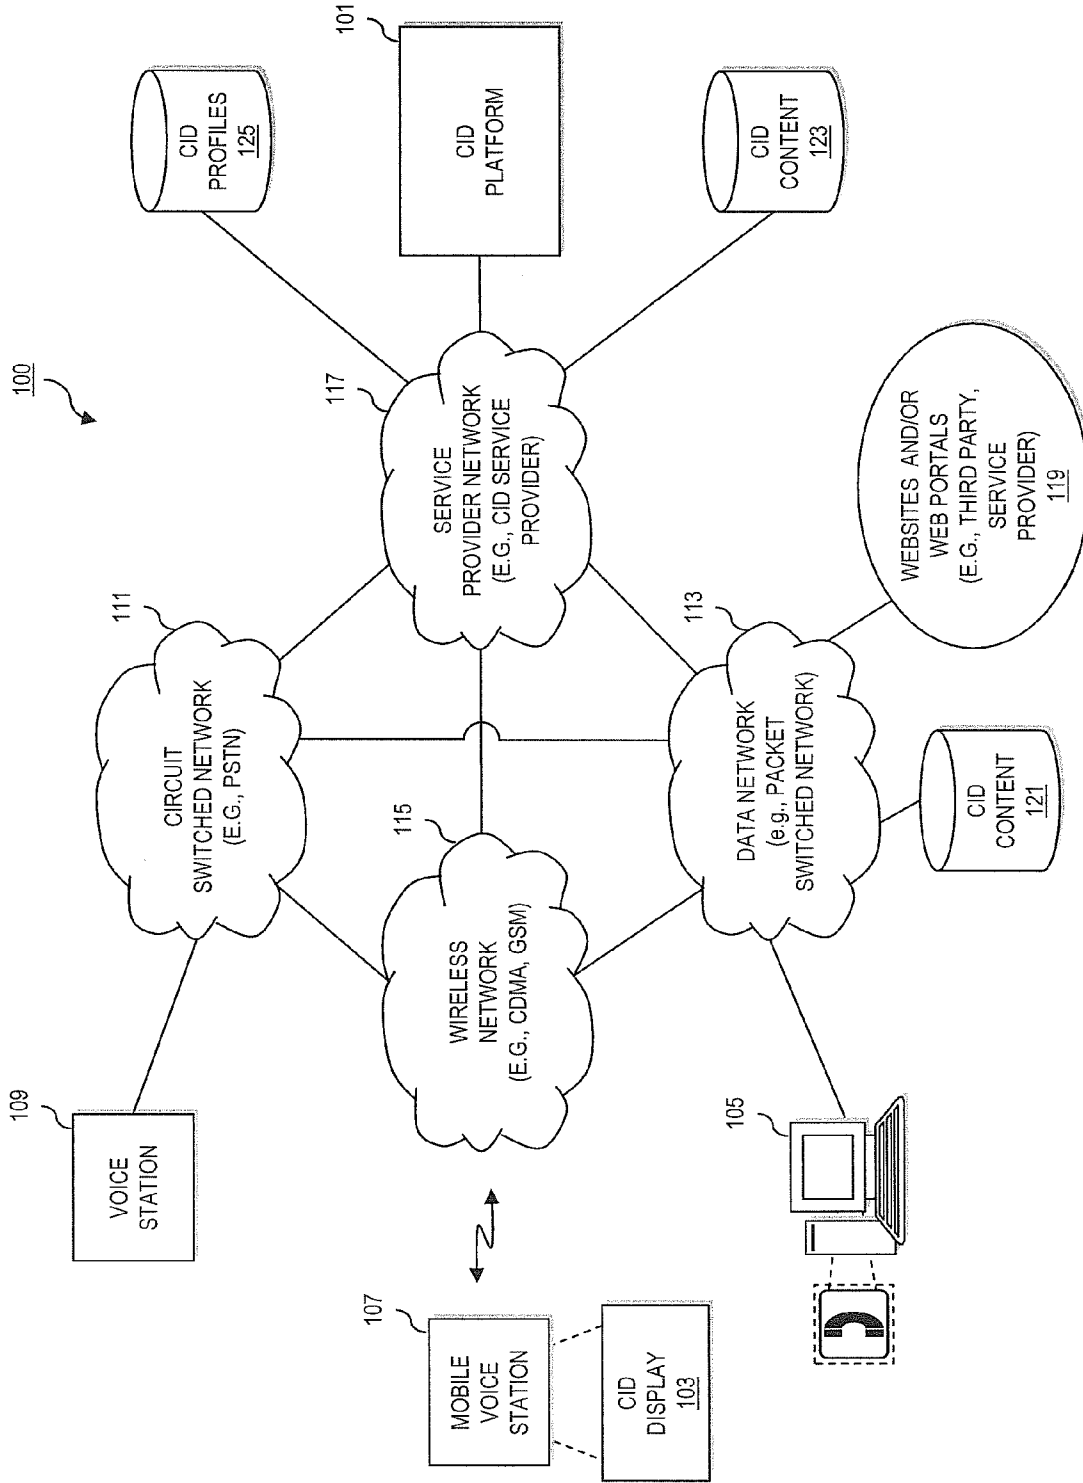 100
VOICE
STATION
109
CIRCUIT
SWITCHED NETWORK
(E.G., PSTN)
111
CID
PROFILES
125
MOBILE
VOICE
STATION
107
CID
DISPLAY
103
WIRELESS
NETWORK
(E.G., CDMA, GSM)
115
SERVICE
PROVIDER NETWORK
(E.G., CID SERVICE
PROVIDER)
117
CID
PLATFORM
101
105
DATA NETWORK
(e.g., PACKET
SWITCHED NETWORK)
113
CID
CONTENT
123
CID
CONTENT
121
WEBSITES AND/OR
WEB PORTALS
(E.G., THIRD PARTY,
SERVICE
PROVIDER)
119